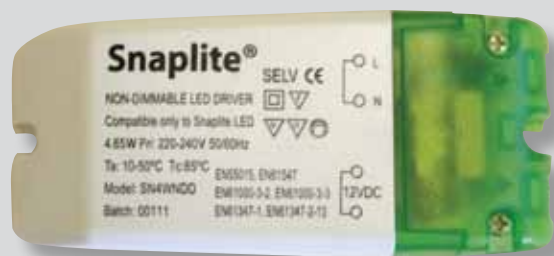 Snaplite®
SELV CE
L
NON-DIMMABLE LED DRIVER
N
Compatible only to Snaplite LED
4.65W Pri: 220-240V 50/60Hz
Ta: 10-50°C Tc:85°C EN55015, EN61547
Model: SN4WNDD EN61000-3-2, EN61000-3-3
12VDC
Batch: 00111 EN61347-1, EN61347-2-13